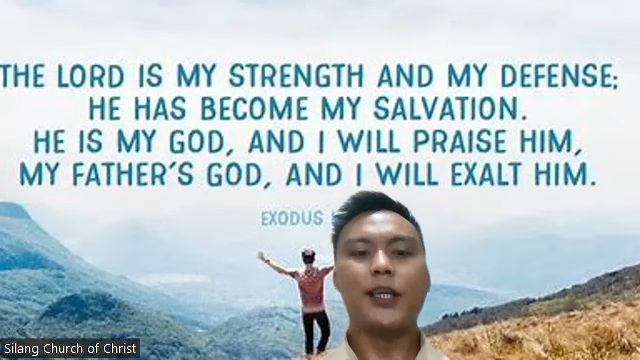 THE LORD IS MY STRENGTH AND MY DEFENSE;
HE HAS BECOME MY SALVATION.
HE IS MY GOD, AND I WILL PRAISE HIM,
MY FATHER'S GOD, AND I WILL EXALT HIM.
EXODUS
Silang Church of Christ